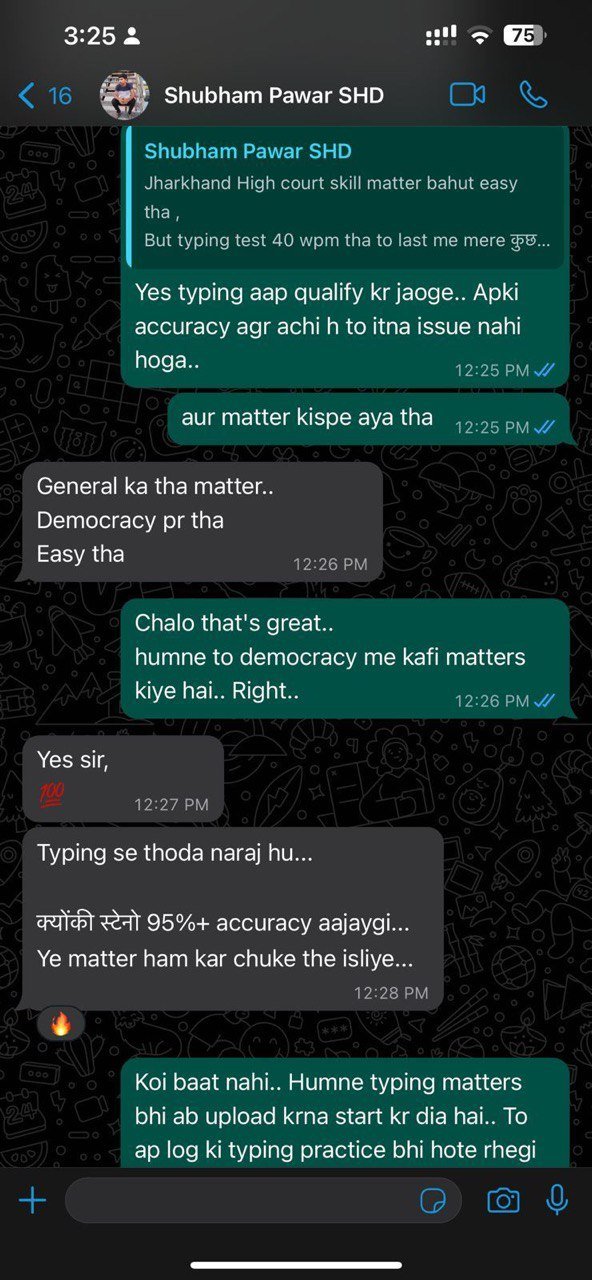 3:25
75
16
Shubham Pawar SHD
Shubham Pawar SHD
Jharkhand High court skill matter bahut easy
tha ,
But typing test 40 wpm tha to last me mere कुछ...
Yes typing aap qualify kr jaoge.. Apki
accuracy agr achi h to itna issue nahi
hoga..
12:25 PM
aur matter kispe aya tha
12:25 PM
General ka tha matter..
Democracy pr tha
Easy tha
12:26 PM
Chalo that's great..
humne to democracy me kafi matters
kiye hai.. Right..
12:26 PM
Yes sir,
💯
12:27 PM
Typing se thoda naraj hu...
क्योंकी स्टेनो 95%+ accuracy aajaygi...
Ye matter ham kar chuke the isliye...
12:28 PM
Koi baat nahi.. Humne typing matters
bhi ab upload krna start kr dia hai.. To
ap log ki typing practice bhi hote rhegi